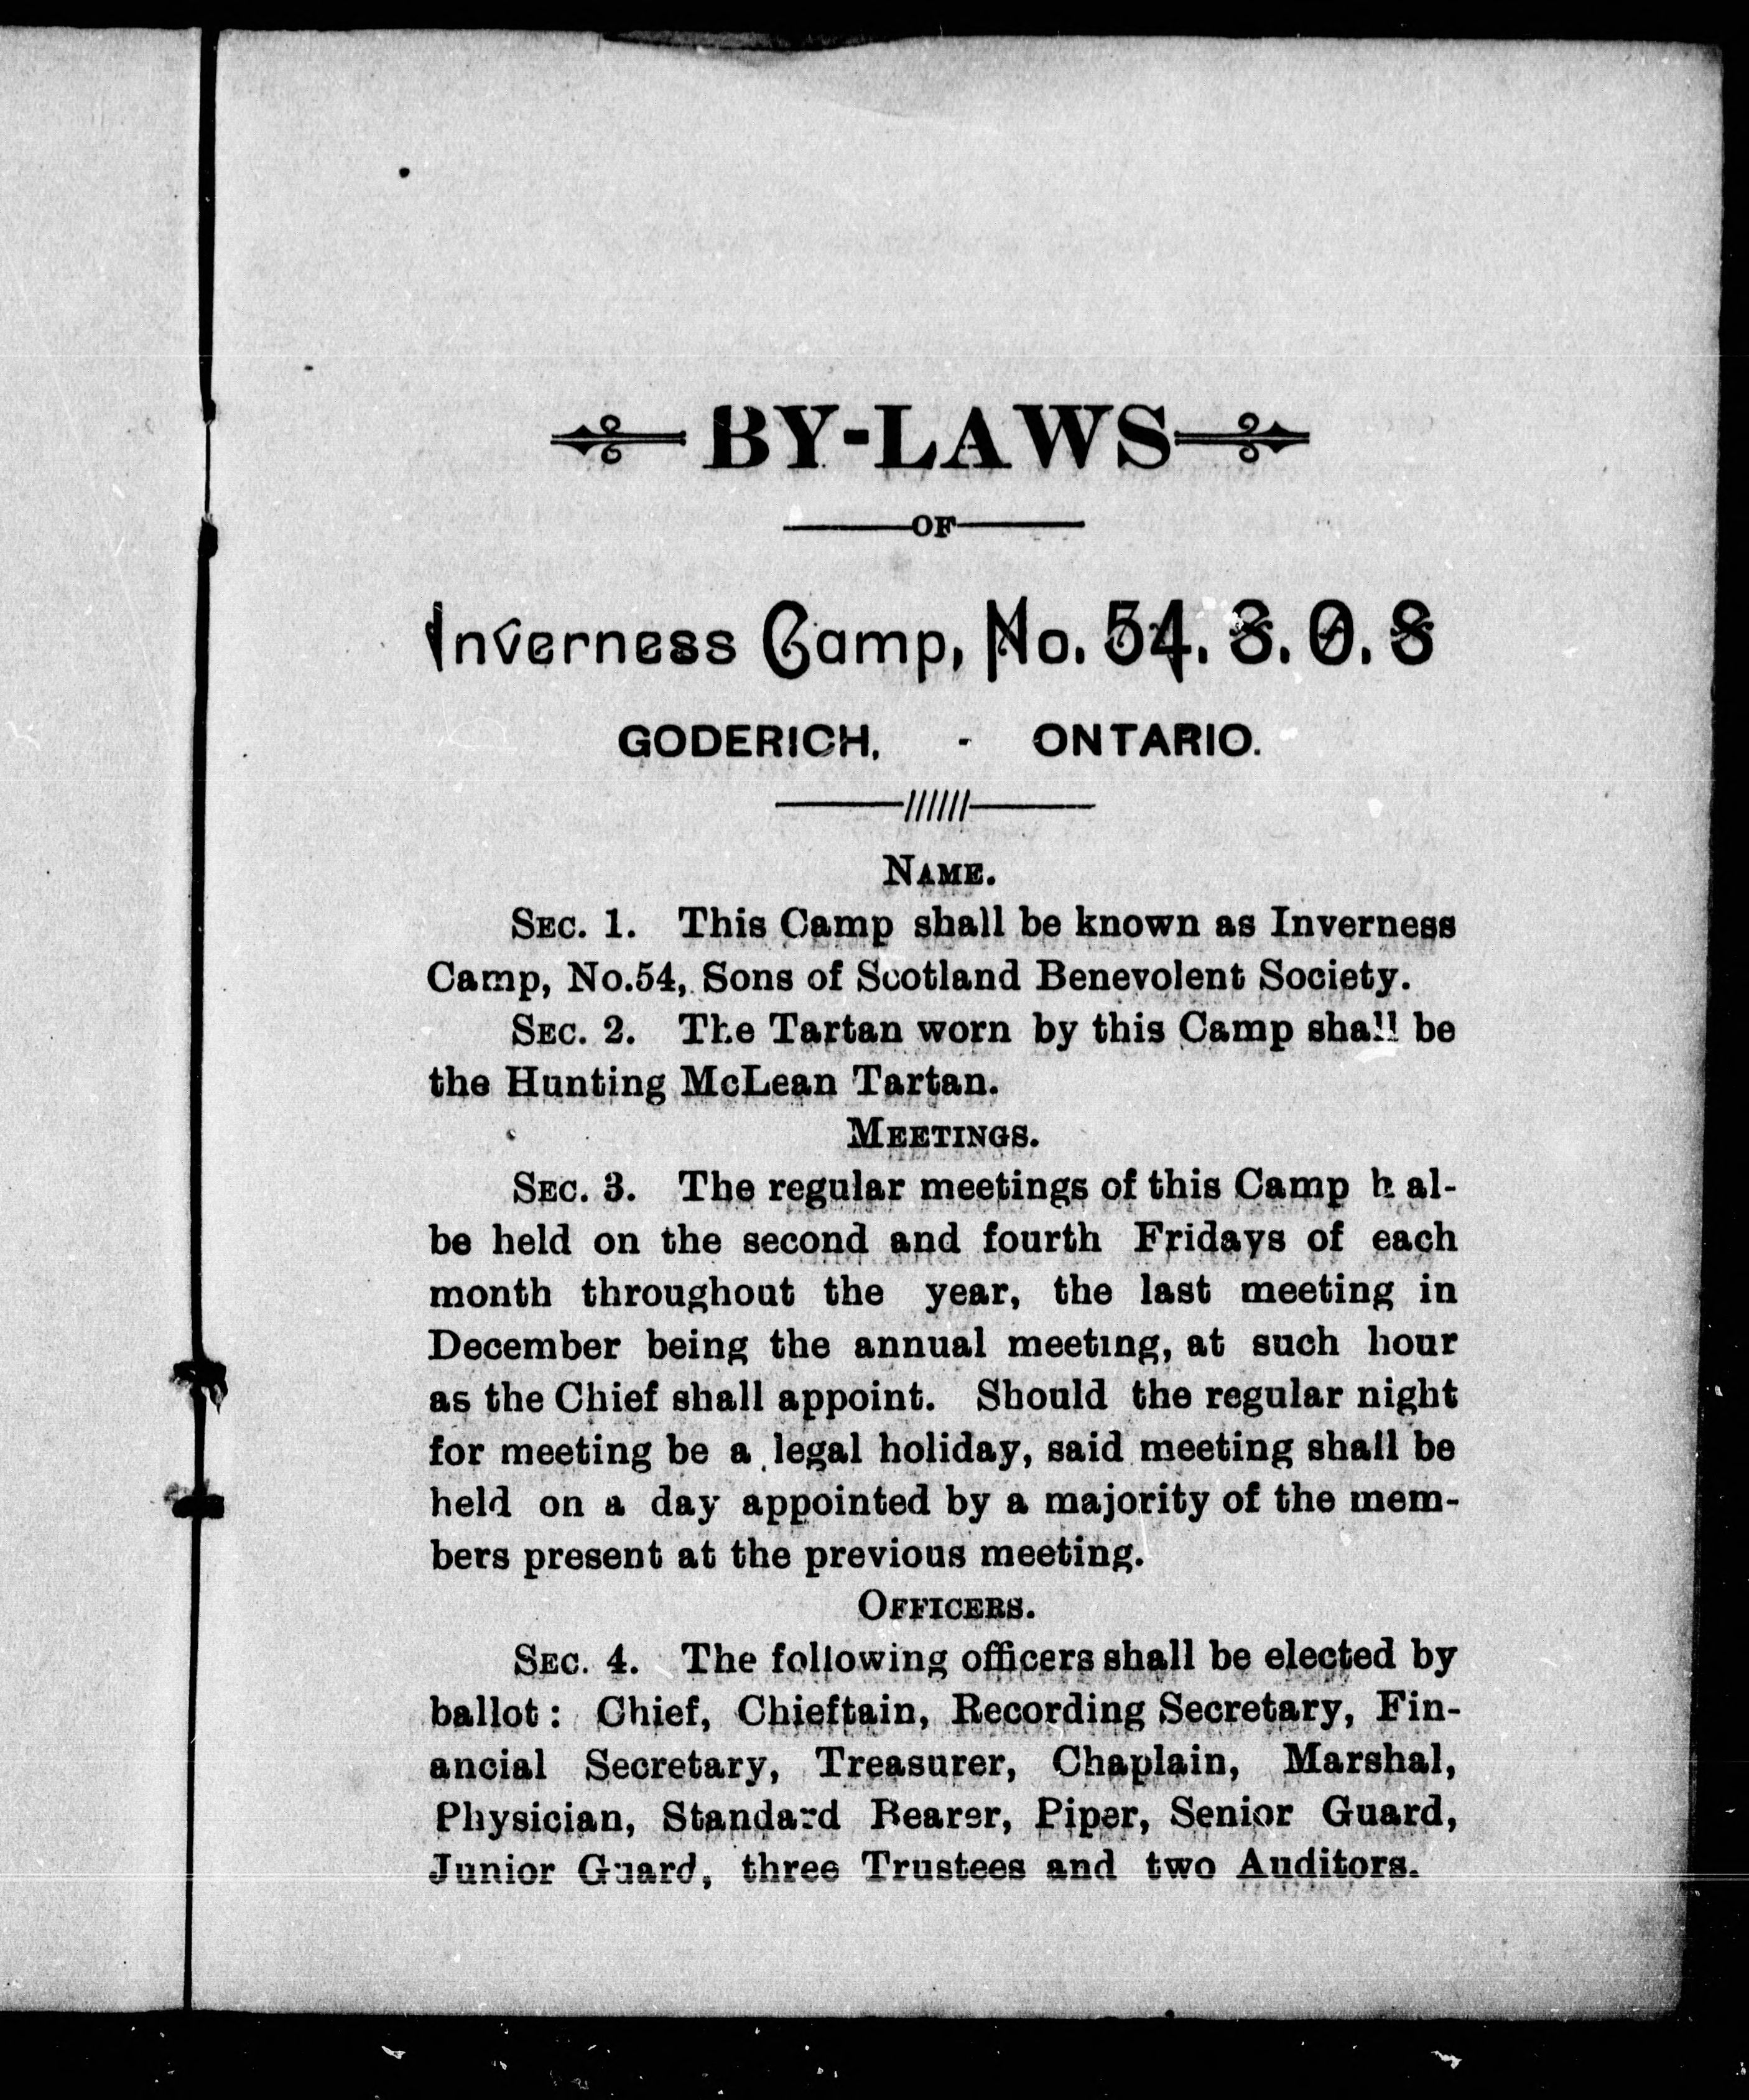 BY-LAWS
OF
Inverness Camp, No. 54. S. O. S
GODERICH, - ONTARIO.
NAME.
SEC. 1. This Camp shall be known as Inverness
Camp, No.54, Sons of Scotland Benevolent Society.
SEC. 2. The Tartan worn by this Camp shall be
the Hunting McLean Tartan.
MEETINGS.
SEC. 3. The regular meetings of this Camp h al-
be held on the second and fourth Fridays of each
month throughout the year, the last meeting in
December being the annual meeting, at such hour
as the Chief shall appoint. Should the regular night
for meeting be a legal holiday, said meeting shall be
held on a day appointed by a majority of the mem-
bers present at the previous meeting.
OFFICERS.
SEC. 4. The following officers shall be elected by
ballot: Chief, Chieftain, Recording Secretary, Fin-
ancial Secretary, Treasurer, Chaplain, Marshal,
Physician, Standard Bearer, Piper, Senior Guard,
Junior Guard, three Trustees and two Auditors.